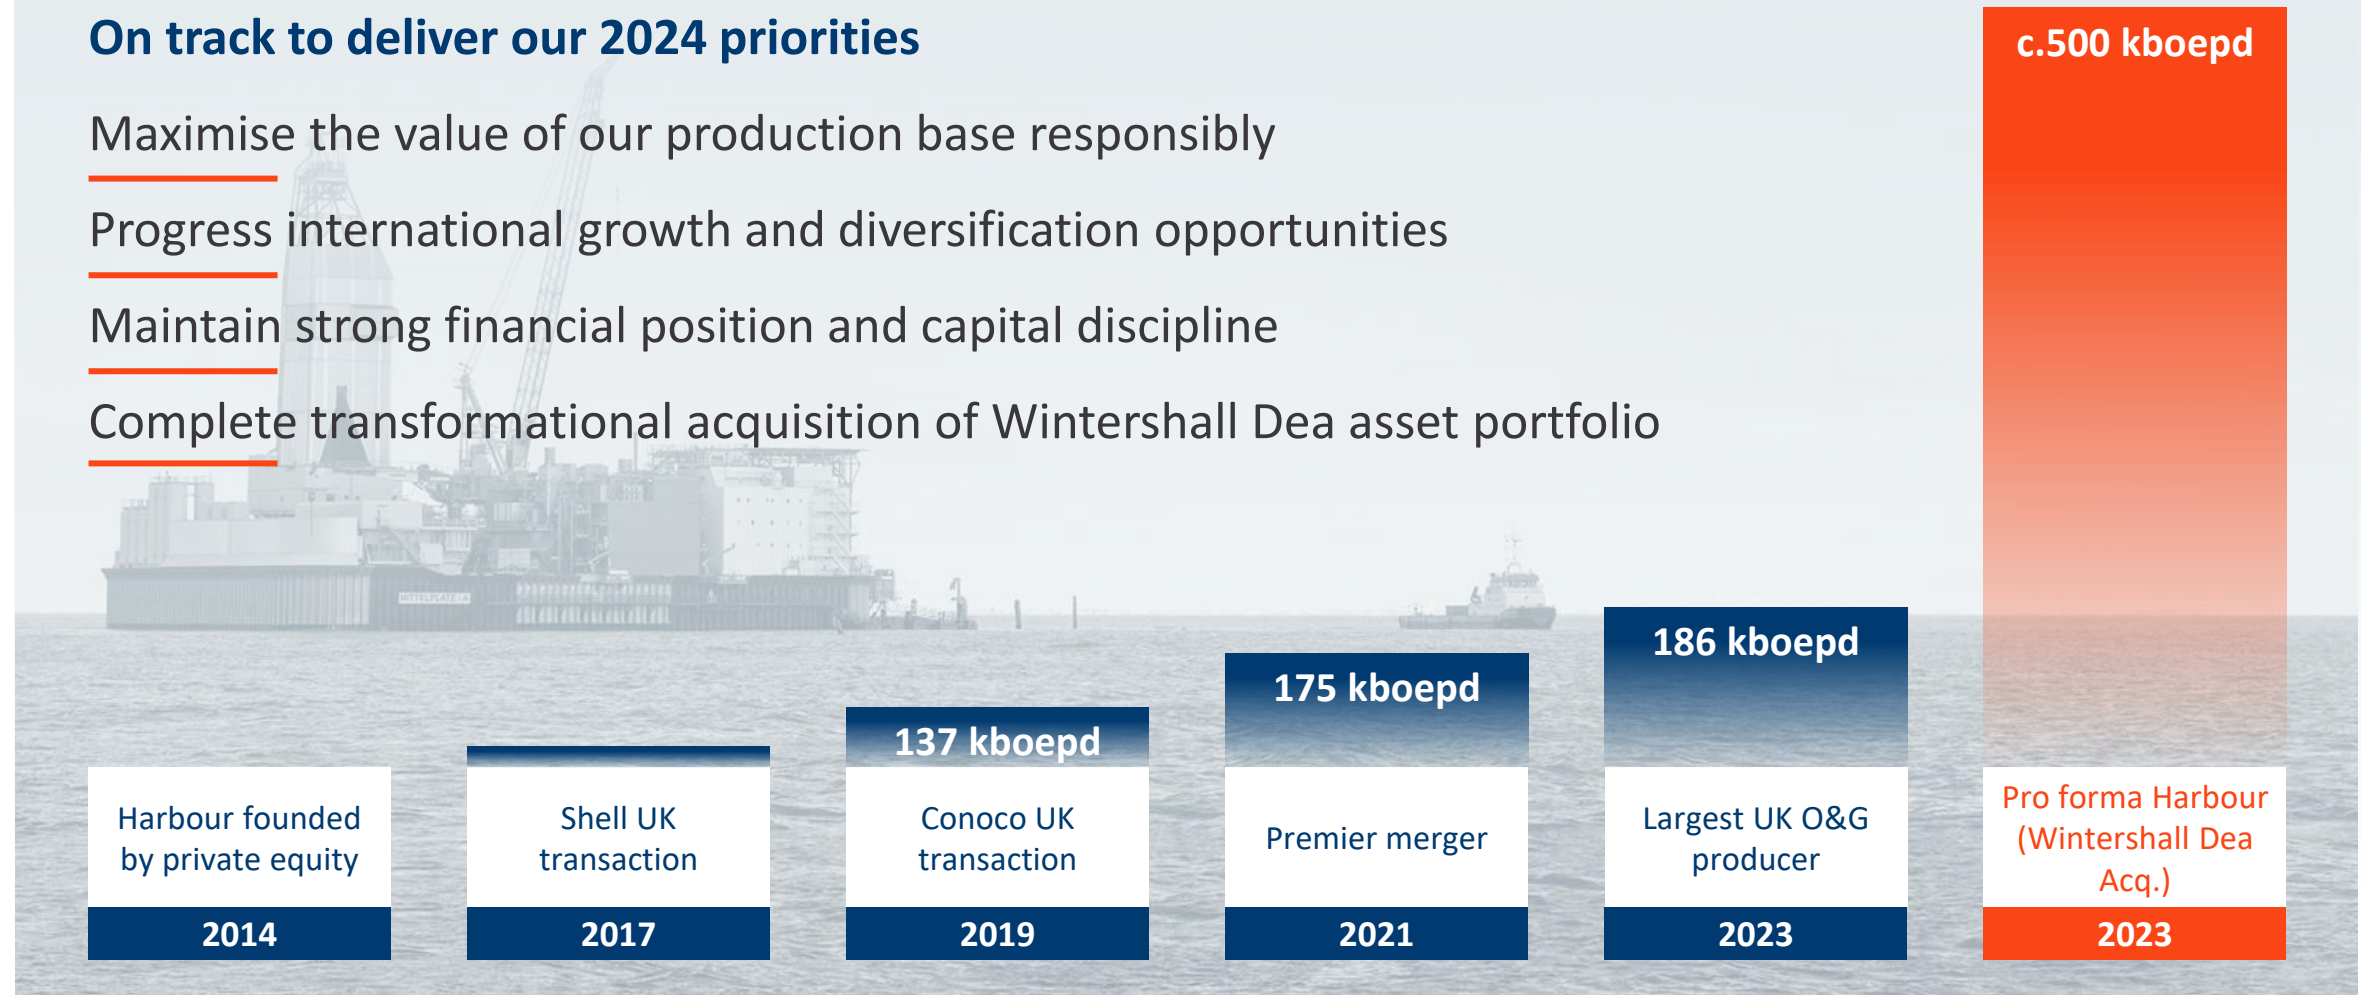 On track to deliver our 2024 priorities
Maximise the value of our production base responsibly
Progress international growth and diversification opportunities
Maintain strong financial position and capital discipline
Complete transformational acquisition of Wintershall Dea asset portfolio
MITTELPLATE A
Harbour founded
by private equity
2014
Shell UK
transaction
2017
137 kboepd
Conoco UK
transaction
2019
175 kboepd
Premier merger
2021
186 kboepd
Largest UK O&G
producer
2023
c.500 kboepd
Pro forma Harbour
(Wintershall Dea
Acq.)
2023